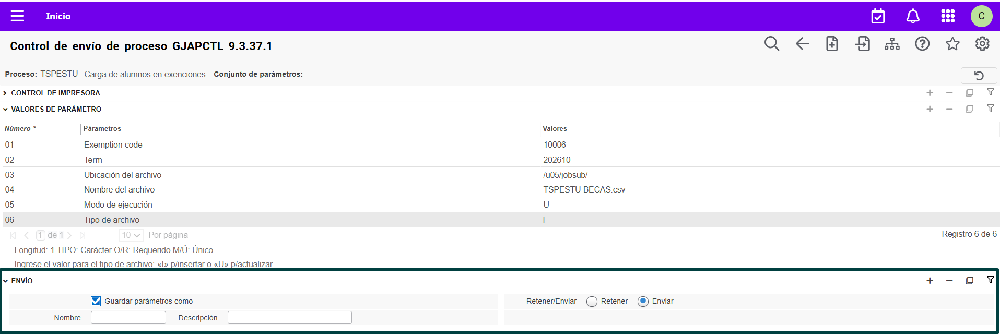 Inicio
C
Control de envío de proceso GJAPCTL 9.3.37.1
Proceso: TSPESTU Carga de alumnos en exenciones Conjunto de parámetros:
CONTROL DE IMPRESORA
VALORES DE PARÁMETRO
Número * Párametros Valores
01 Exemption code 10006
02 Term 202610
03 Ubicación del archivo /u05/jobsub/
04 Nombre del archivo TSPESTU BECAS.csv
05 Modo de ejecución U
06 Tipo de archivo I
1 de 1 10 Por página Registro 6 de 6
Longitud: 1 TIPO: Carácter O/R: Requerido M/Ú: Único
Ingrese el valor para el tipo de archivo: «I» p/insertar o «U» p/actualizar.
ENVÍO
Guardar parámetros como Retener/Enviar Retener Enviar
Nombre Descripción